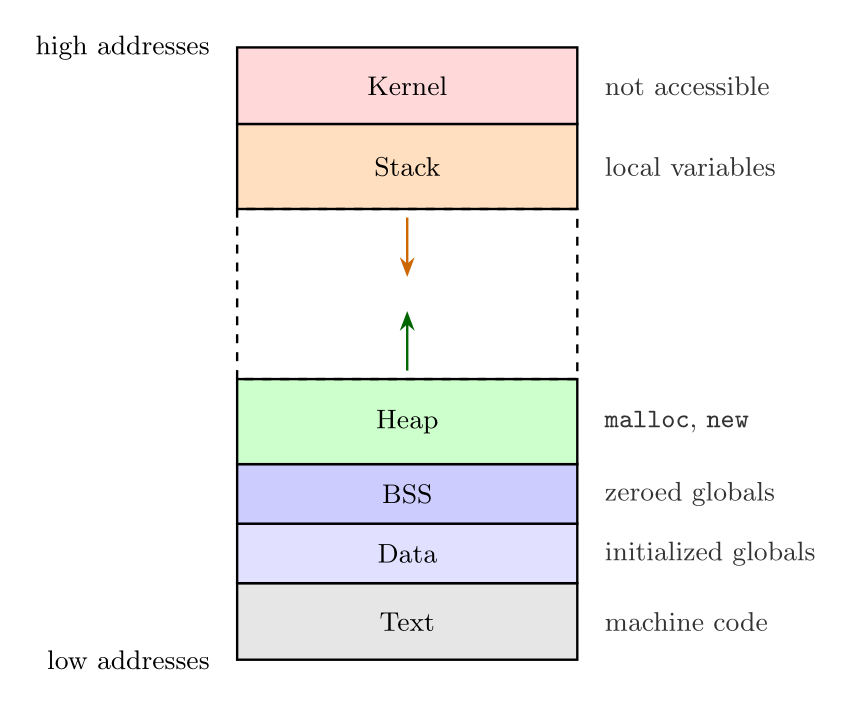 high addresses
Kernel
not accessible
Stack
local variables
Heap
malloc, new
BSS
zeroed globals
Data
initialized globals
Text
machine code
low addresses